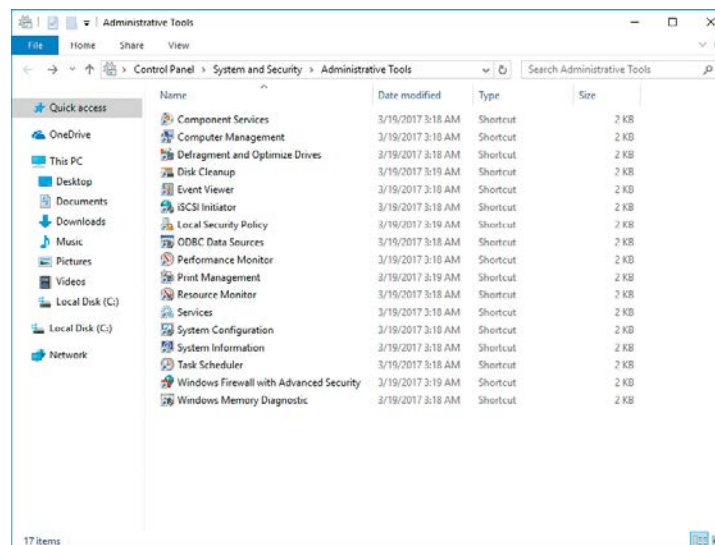 Administrative Tools
File Home Share View
Control Panel > System and Security > Administrative Tools
Search Administrative Tools
Name Date modified Type Size
Quick access
OneDrive
This PC
Desktop
Documents
Downloads
Music
Pictures
Videos
Local Disk (C:)
Local Disk (C:)
Network
Component Services 3/19/2017 3:18 AM Shortcut 2 KB
Computer Management 3/19/2017 3:18 AM Shortcut 2 KB
Defragment and Optimize Drives 3/19/2017 3:18 AM Shortcut 2 KB
Disk Cleanup 3/19/2017 3:19 AM Shortcut 2 KB
Event Viewer 3/19/2017 3:18 AM Shortcut 2 KB
iSCSI Initiator 3/19/2017 3:18 AM Shortcut 2 KB
Local Security Policy 3/19/2017 3:19 AM Shortcut 2 KB
ODBC Data Sources 3/19/2017 3:18 AM Shortcut 2 KB
Performance Monitor 3/19/2017 3:18 AM Shortcut 2 KB
Print Management 3/19/2017 3:19 AM Shortcut 2 KB
Resource Monitor 3/19/2017 3:18 AM Shortcut 2 KB
Services 3/19/2017 3:18 AM Shortcut 2 KB
System Configuration 3/19/2017 3:18 AM Shortcut 2 KB
System Information 3/19/2017 3:18 AM Shortcut 2 KB
Task Scheduler 3/19/2017 3:18 AM Shortcut 2 KB
Windows Firewall with Advanced Security 3/19/2017 3:19 AM Shortcut 2 KB
Windows Memory Diagnostic 3/19/2017 3:18 AM Shortcut 2 KB
17 items